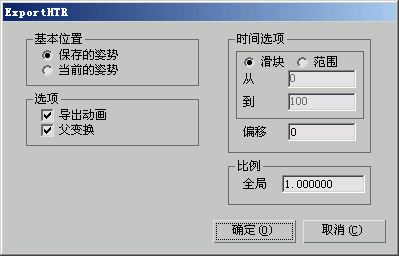 ExportHTR
基本位置
保存的姿势
当前的姿势
选项
导出动画
父变换
时间选项
滑块 范围
从 0
到 100
偏移 0
比例
全局 1.000000
确定(O) 取消(C)